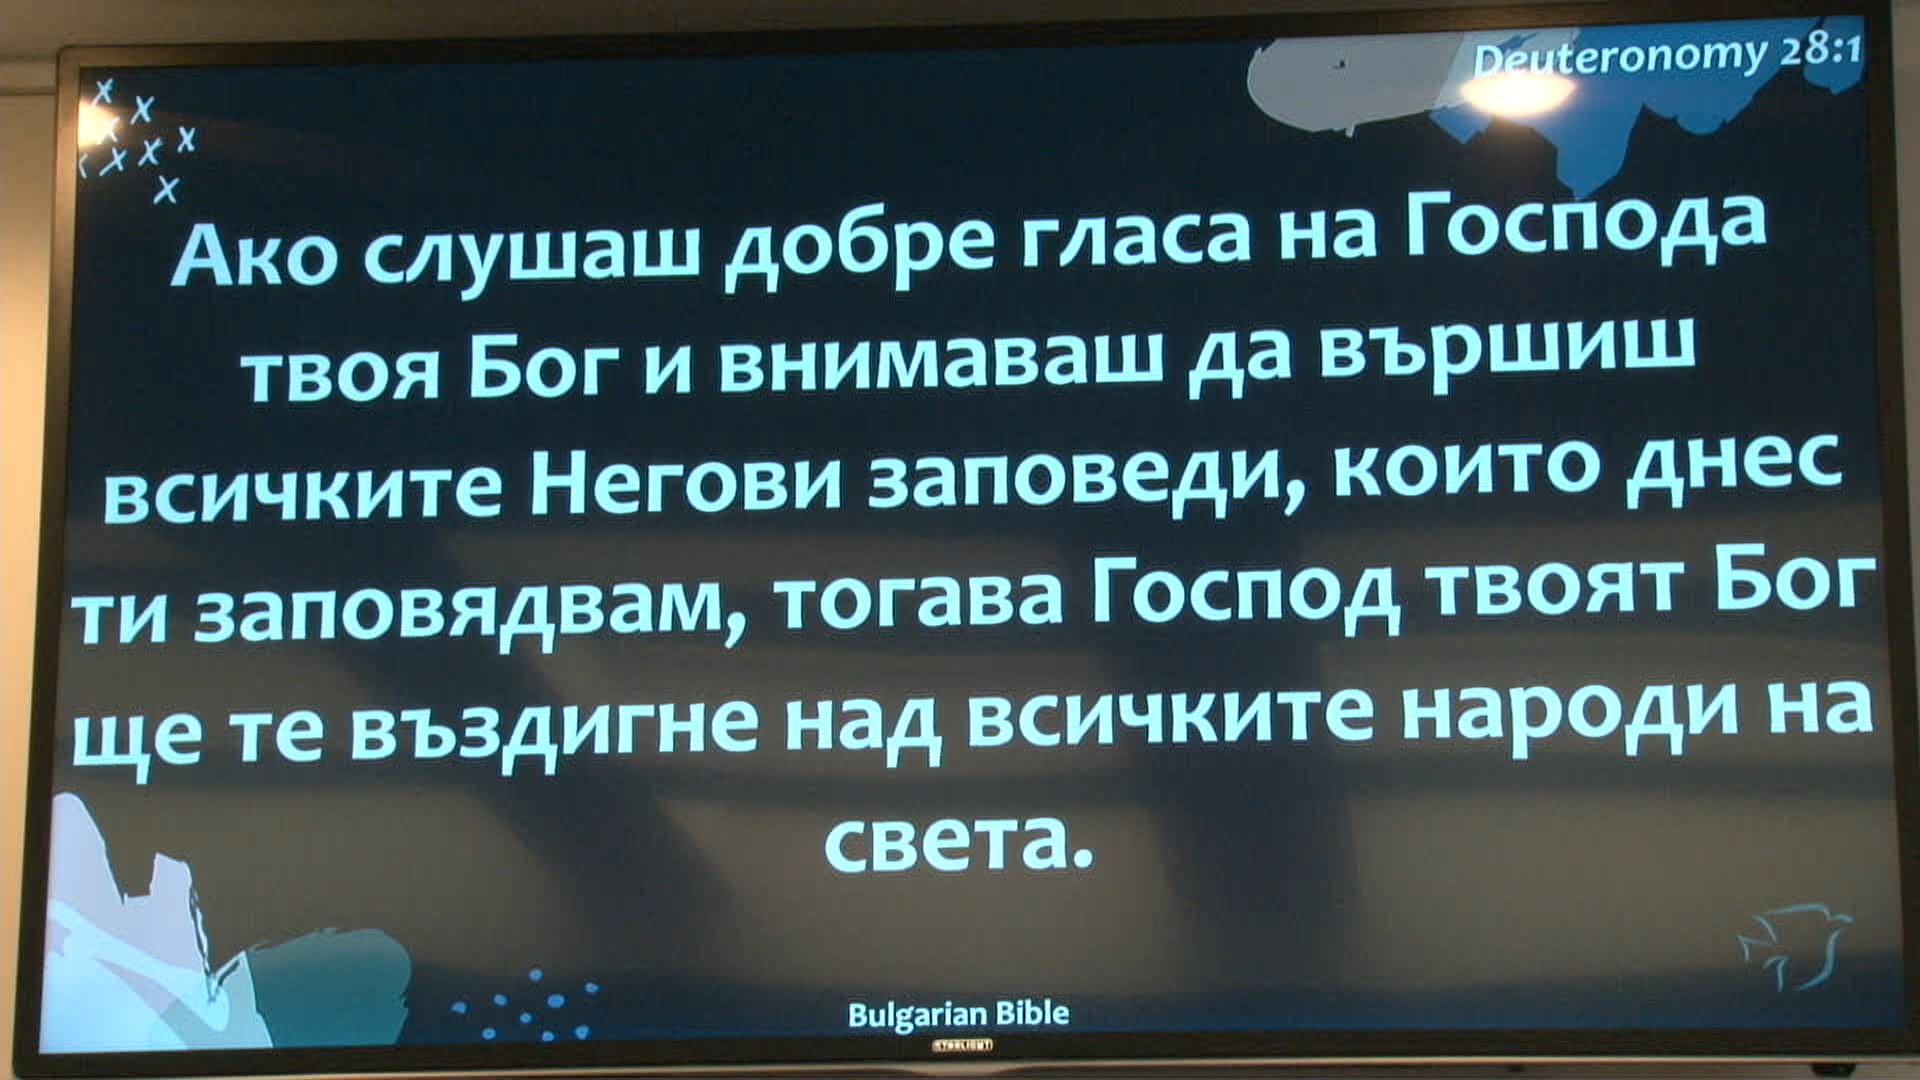 Deuteronomy 28:1
Ако слушаш добре гласа на Господа
твоя Бог и внимаваш да вършиш
всичките Негови заповеди, които днес
ти заповядвам, тогава Господ твоят Бог
ще те въздигне над всичките народи на
света.
Bulgarian Bible
STARLIGHT